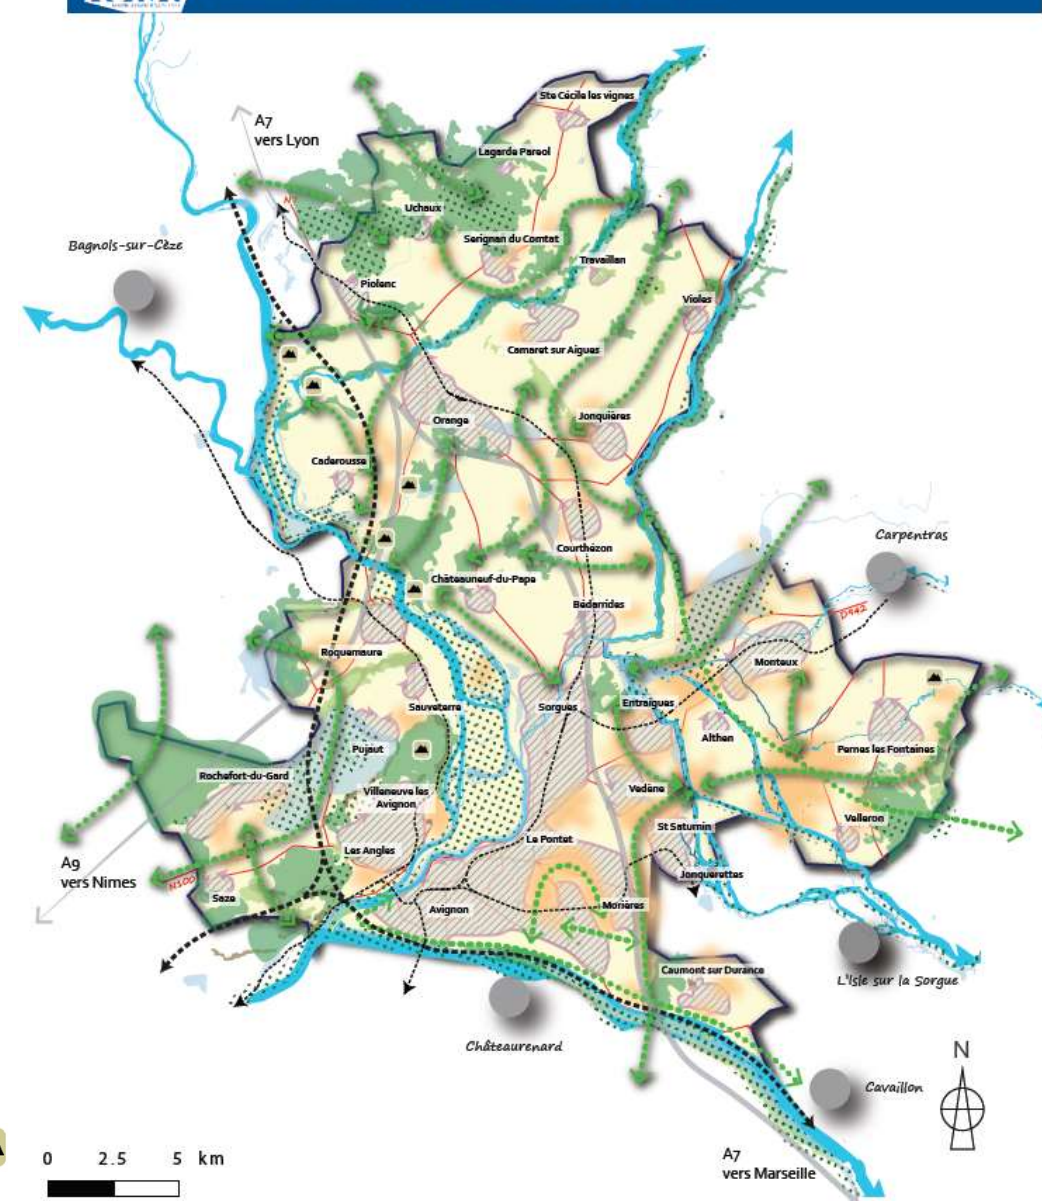 Ste Cécile les vignes
A7
vers Lyon
Lagarde Pareol
N7
Uchaux
Serignan du Comtat
Bagnols-sur-Cèze
Travaillan
Piolenc
Violes
Camaret sur Aigues
Orange
Jonquières
Caderousse
Courthézon
Carpentras
Châteauneuf-du-Pape
Bédarrides
D942
Roquemaure
Monteux
Sauveterre
Sorgues
Entraigues
Althen
Pujaut
Pernes les Fontaines
Rochefort-du-Gard
Villeneuve les
Avignon
Vedène
Velleron
St Saturnin
Le Pontet
Les Angles
A9
vers Nimes
N100
Jonquerettes
Saze
Avignon
Morières
Caumont sur Durance
L'Isle sur la Sorgue
Châteaurenard
N
Cavaillon
0 2.5 5 km
A7
vers Marseille